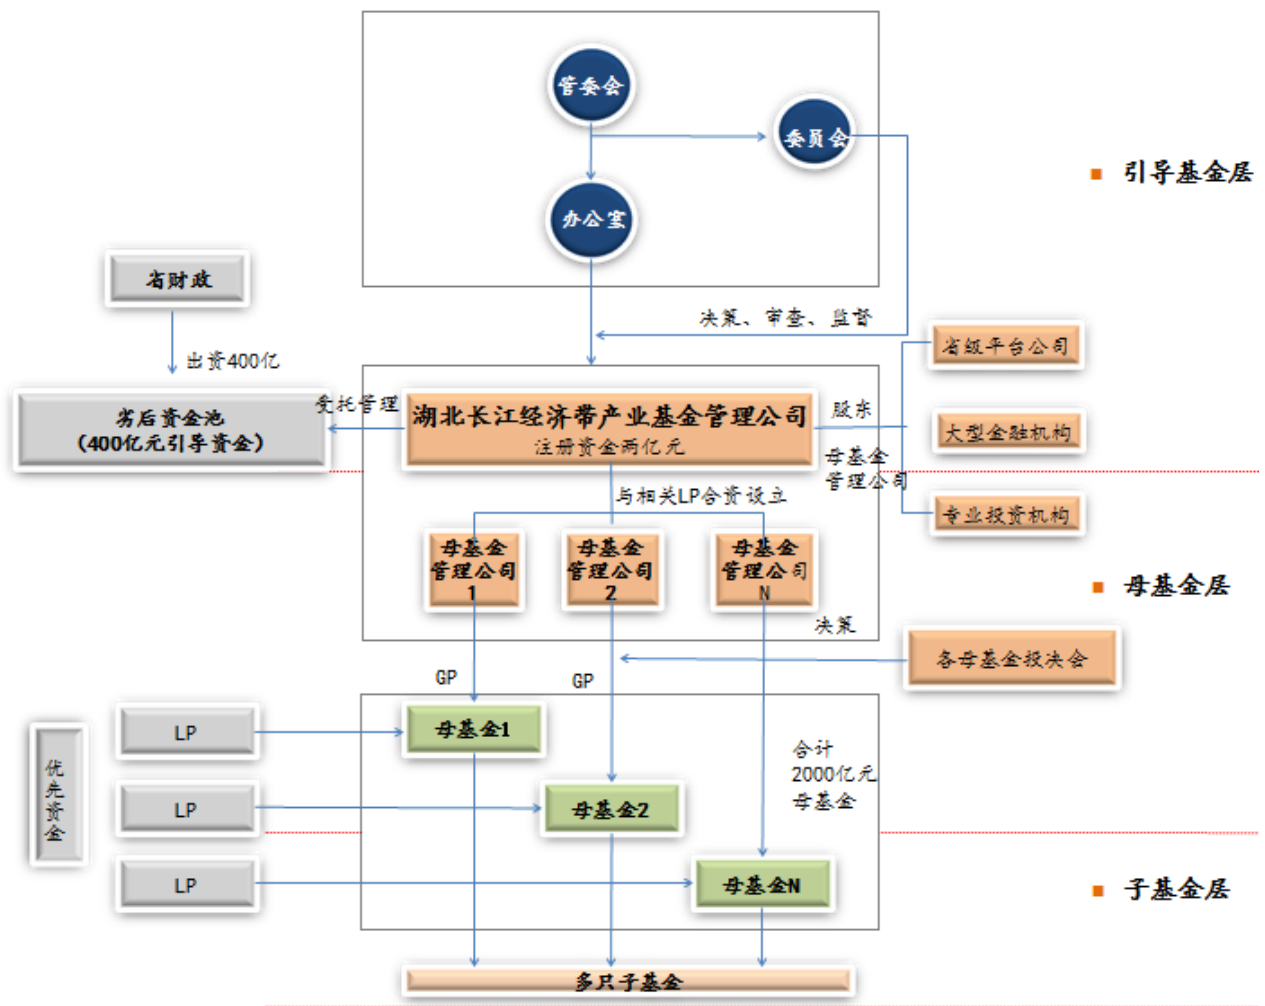 管委会
委员会
引导基金层
办公室
省财政
决策、审查、监督
省级平台公司
出资400亿
受托管理
湖北长江经济带产业基金管理公司
注册资金两亿元
股东
劣后资金池
（400亿元引导资金）
大型金融机构
母基金
管理公司
与相关LP合资设立
专业投资机构
母基金
管理公司
1
母基金
管理公司
2
母基金
管理公司
N
母基金层
决策
各母基金投决会
GP
GP
优先资金
LP
母基金1
合计
2000亿元
母基金
LP
母基金2
LP
母基金N
子基金层
多只子基金